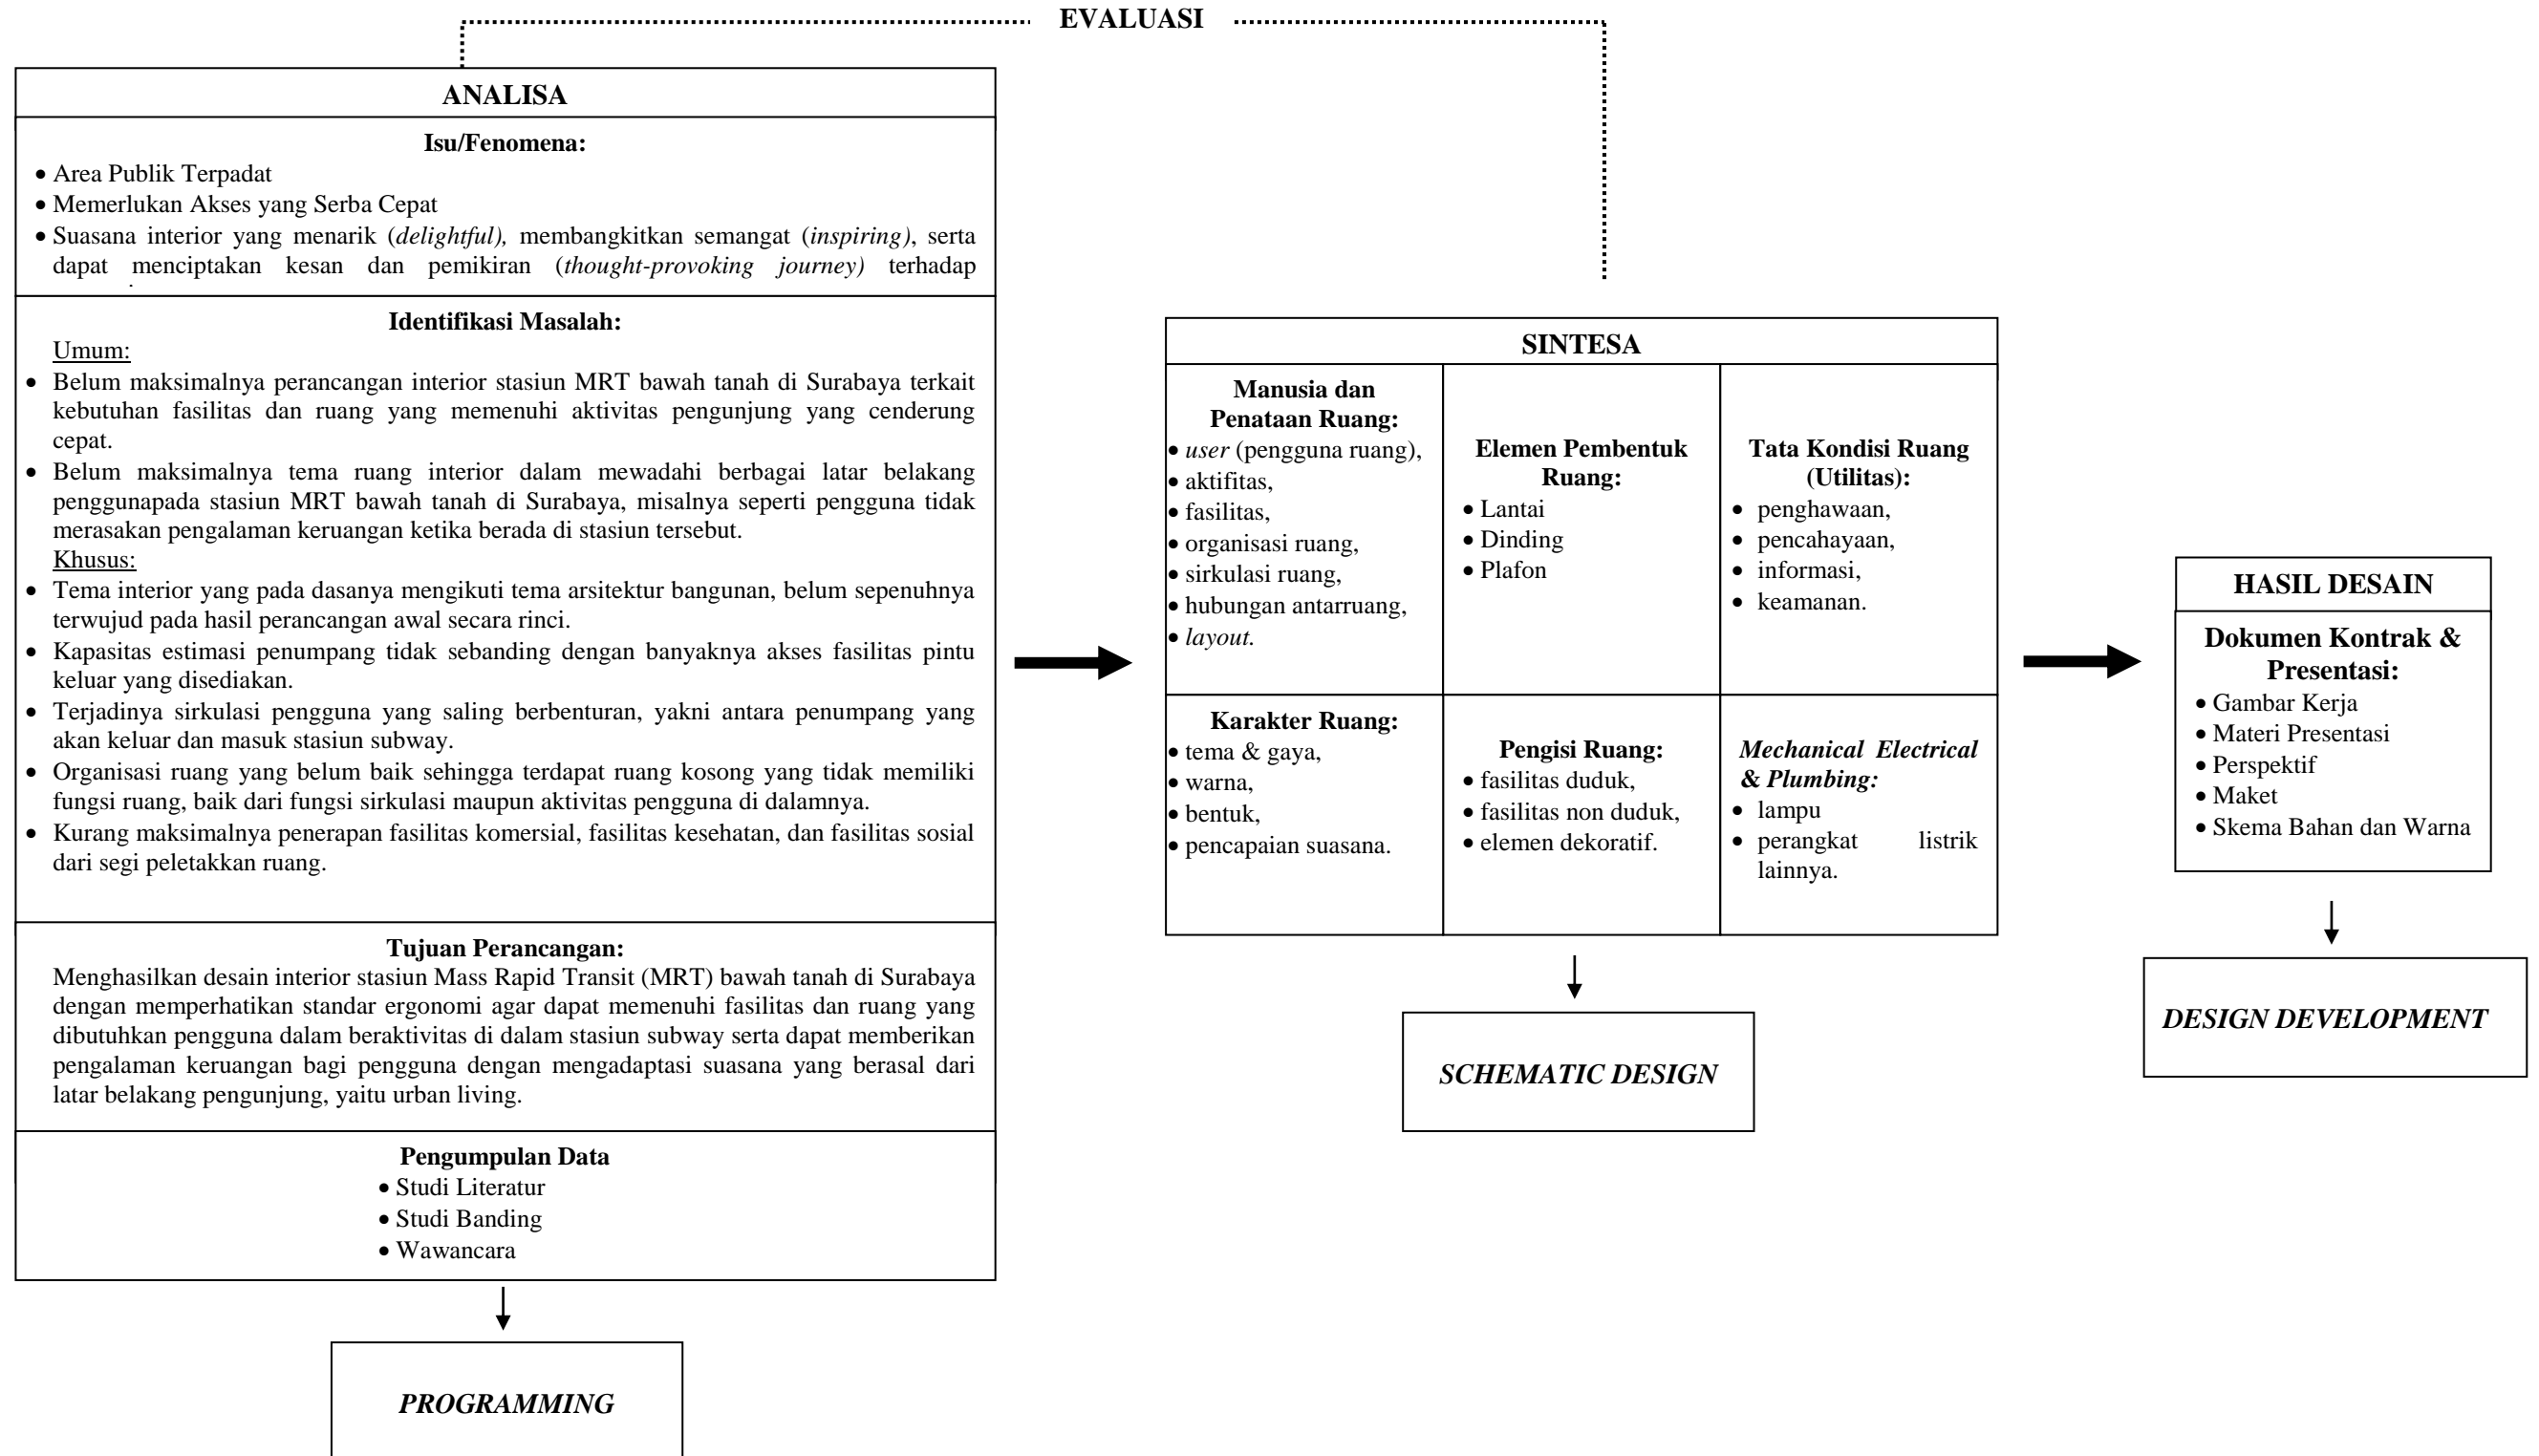 EVALUASI
ANALISA
Isu/Fenomena:
• Area Publik Terpadat
• Memerlukan Akses yang Serba Cepat
• Suasana interior yang menarik (delightful), membangkitkan semangat (inspiring), serta
dapat menciptakan kesan dan pemikiran (thought-provoking journey) terhadap
Identifikasi Masalah:
Umum:
• Belum maksimalnya perancangan interior stasiun MRT bawah tanah di Surabaya terkait
kebutuhan fasilitas dan ruang yang memenuhi aktivitas pengunjung yang cenderung
cepat.
• Belum maksimalnya tema ruang interior dalam mewadahi berbagai latar belakang
penggunapada stasiun MRT bawah tanah di Surabaya, misalnya seperti pengguna tidak
merasakan pengalaman keruangan ketika berada di stasiun tersebut.
Khusus:
• Tema interior yang pada dasanya mengikuti tema arsitektur bangunan, belum sepenuhnya
terwujud pada hasil perancangan awal secara rinci.
• Kapasitas estimasi penumpang tidak sebanding dengan banyaknya akses fasilitas pintu
keluar yang disediakan.
• Terjadinya sirkulasi pengguna yang saling berbenturan, yakni antara penumpang yang
akan keluar dan masuk stasiun subway.
• Organisasi ruang yang belum baik sehingga terdapat ruang kosong yang tidak memiliki
fungsi ruang, baik dari fungsi sirkulasi maupun aktivitas pengguna di dalamnya.
• Kurang maksimalnya penerapan fasilitas komersial, fasilitas kesehatan, dan fasilitas sosial
dari segi peletakkan ruang.
Tujuan Perancangan:
Menghasilkan desain interior stasiun Mass Rapid Transit (MRT) bawah tanah di Surabaya
dengan memperhatikan standar ergonomi agar dapat memenuhi fasilitas dan ruang yang
dibutuhkan pengguna dalam beraktivitas di dalam stasiun subway serta dapat memberikan
pengalaman keruangan bagi pengguna dengan mengadaptasi suasana yang berasal dari
latar belakang pengunjung, yaitu urban living.
Pengumpulan Data
• Studi Literatur
• Studi Banding
• Wawancara
PROGRAMMING
SINTESA
Manusia dan
Penataan Ruang:
• user (pengguna ruang),
• aktifitas,
• fasilitas,
• organisasi ruang,
• sirkulasi ruang,
• hubungan antarruang,
• layout.
Elemen Pembentuk
Ruang:
• Lantai
• Dinding
• Plafon
Tata Kondisi Ruang
(Utilitas):
• penghawaan,
• pencahayaan,
• informasi,
• keamanan.
Karakter Ruang:
• tema & gaya,
• warna,
• bentuk,
• pencapaian suasana.
Pengisi Ruang:
• fasilitas duduk,
• fasilitas non duduk,
• elemen dekoratif.
Mechanical Electrical
& Plumbing:
• lampu
• perangkat listrik
lainnya.
SCHEMATIC DESIGN
HASIL DESAIN
Dokumen Kontrak &
Presentasi:
• Gambar Kerja
• Materi Presentasi
• Perspektif
• Maket
• Skema Bahan dan Warna
DESIGN DEVELOPMENT